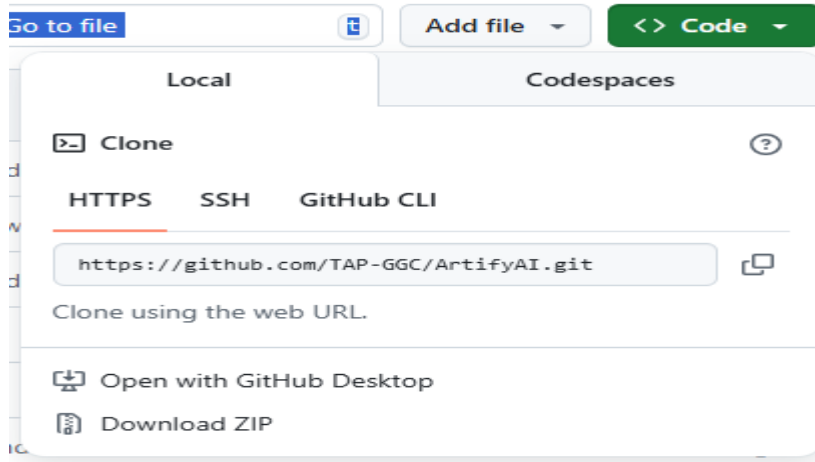 Go to file t Add file <> Code
Local Codespaces
Clone
HTTPS SSH GitHub CLI
https://github.com/TAP-GGC/ArtifyAI.git
Clone using the web URL.
Open with GitHub Desktop
Download ZIP